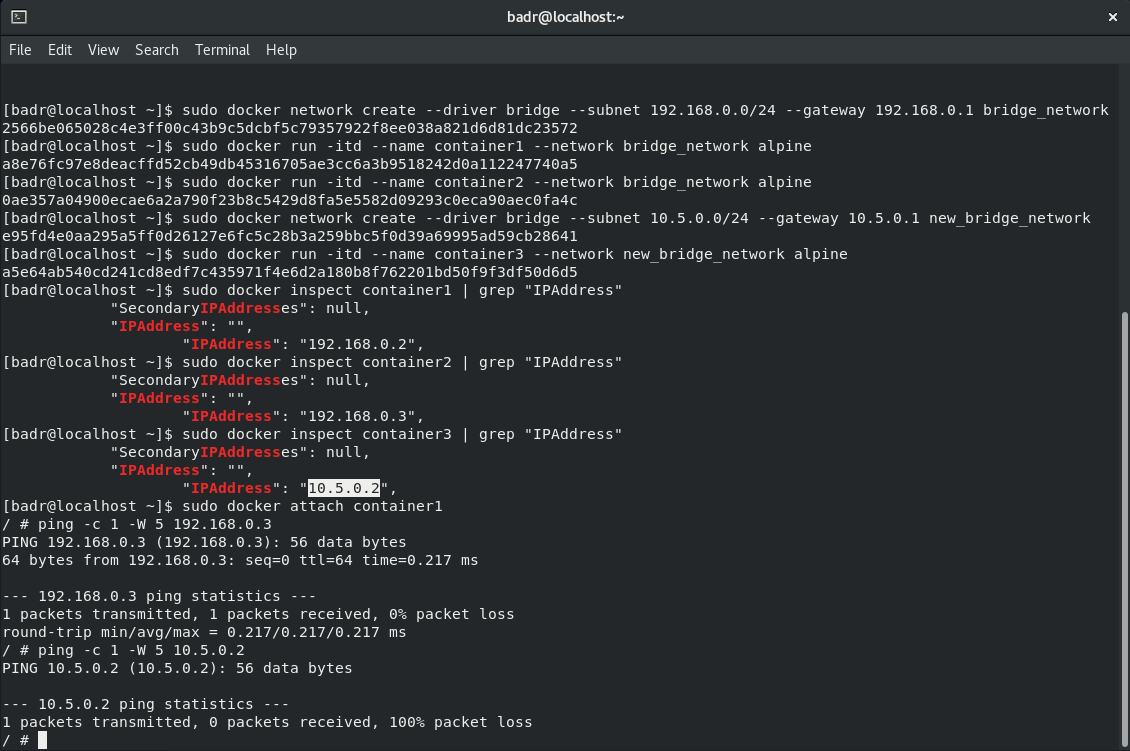 badr@localhost:~
File Edit View Search Terminal Help
[badr@localhost ~]$ sudo docker network create --driver bridge --subnet 192.168.0.0/24 --gateway 192.168.0.1 bridge_network
2566be065028c4e3ff00c43b9c5dcbf5c79357922f8ee038a821d6d81dc23572
[badr@localhost ~]$ sudo docker run -itd --name container1 --network bridge_network alpine
a8e76fc97e8deacffd52cb49db45316705ae3cc6a3b9518242d0a112247740a5
[badr@localhost ~]$ sudo docker run -itd --name container2 --network bridge_network alpine
0ae357a04900ecae6a2a790f23b8c5429d8fa5e5582d09293c0eca90aec0fa4c
[badr@localhost ~]$ sudo docker network create --driver bridge --subnet 10.5.0.0/24 --gateway 10.5.0.1 new_bridge_network
e95fd4e0aa295a5ff0d26127e6fc5c28b3a259bbc5f0d39a69995ad59cb28641
[badr@localhost ~]$ sudo docker run -itd --name container3 --network new_bridge_network alpine
a5e64ab540cd241cd8edf7c435971f4e6d2a180b8f762201bd50f9f3df50d6d5
[badr@localhost ~]$ sudo docker inspect container1 | grep "IPAddress"
            "SecondaryIPAddresses": null,
            "IPAddress": "",
                    "IPAddress": "192.168.0.2",
[badr@localhost ~]$ sudo docker inspect container2 | grep "IPAddress"
            "SecondaryIPAddresses": null,
            "IPAddress": "",
                    "IPAddress": "192.168.0.3",
[badr@localhost ~]$ sudo docker inspect container3 | grep "IPAddress"
            "SecondaryIPAddresses": null,
            "IPAddress": "",
                    "IPAddress": "10.5.0.2",
[badr@localhost ~]$ sudo docker attach container1
/ # ping -c 1 -W 5 192.168.0.3
PING 192.168.0.3 (192.168.0.3): 56 data bytes
64 bytes from 192.168.0.3: seq=0 ttl=64 time=0.217 ms

--- 192.168.0.3 ping statistics ---
1 packets transmitted, 1 packets received, 0% packet loss
round-trip min/avg/max = 0.217/0.217/0.217 ms
/ # ping -c 1 -W 5 10.5.0.2
PING 10.5.0.2 (10.5.0.2): 56 data bytes

--- 10.5.0.2 ping statistics ---
1 packets transmitted, 0 packets received, 100% packet loss
/ #